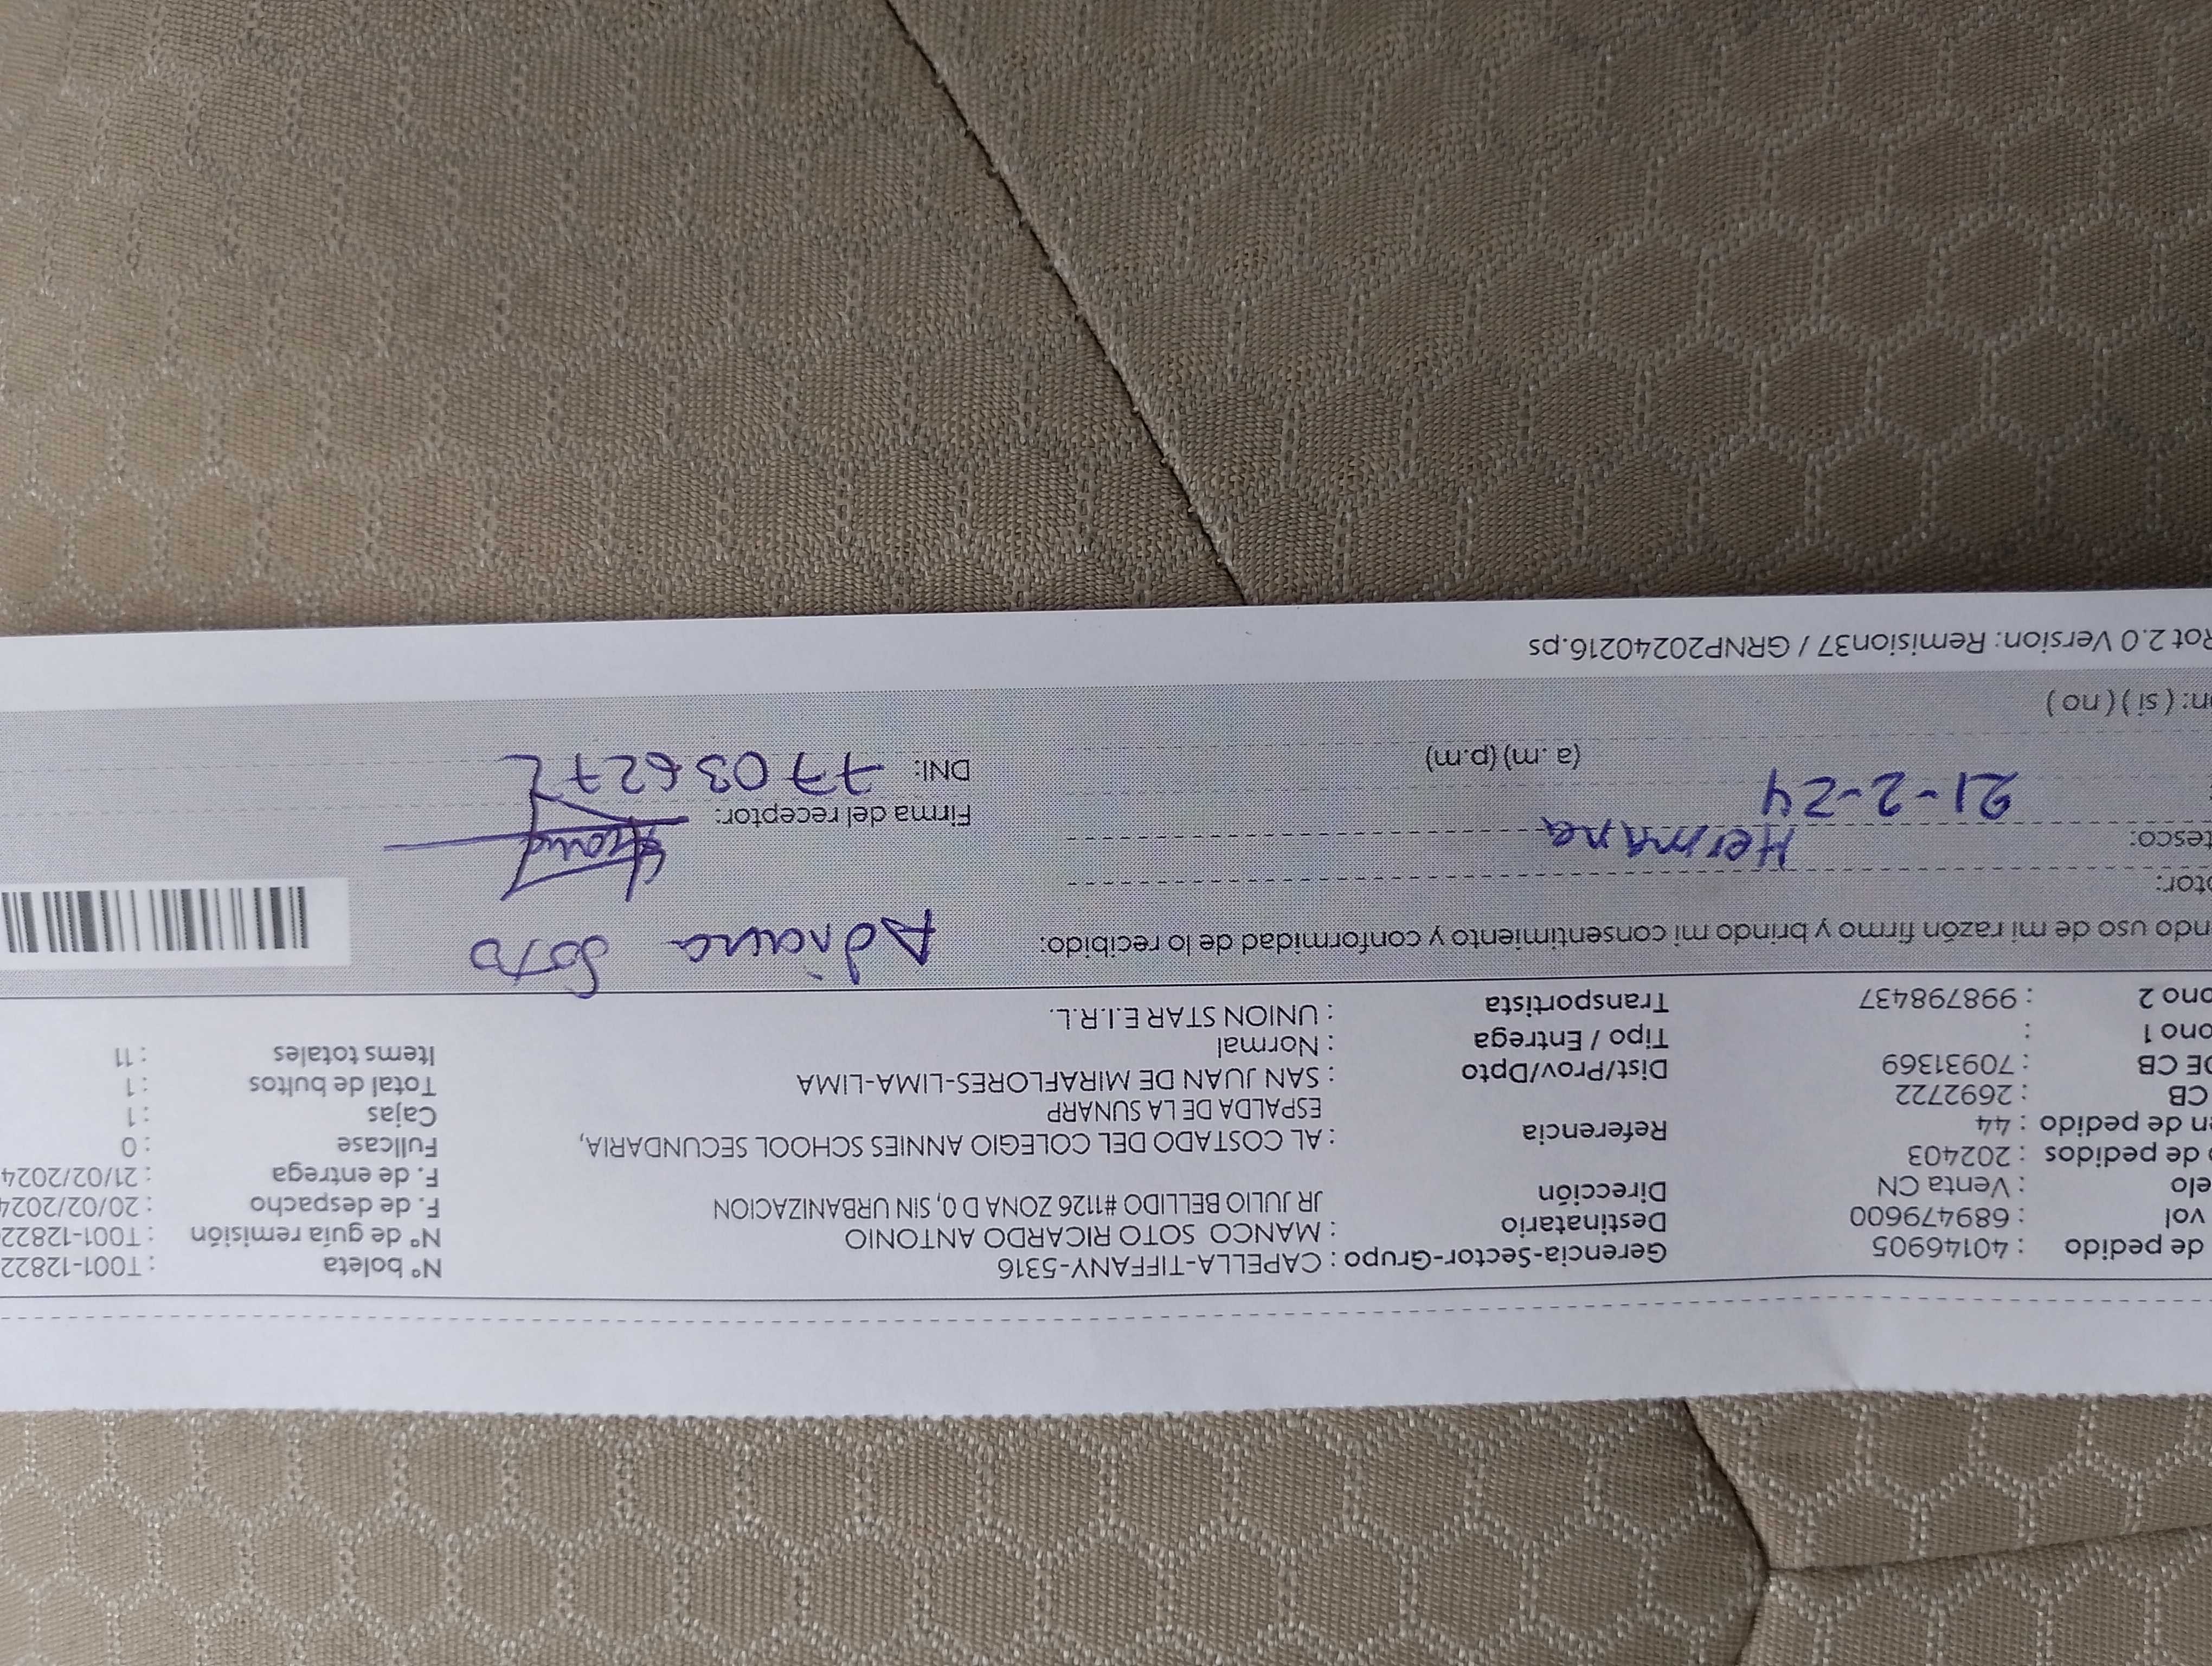 de pedido : 40146905 Gerencia-Sector-Grupo : CAPELLA-TIFFANY-5316 N° boleta : T001-12822
vol : 689479600 Destinatario : MANCO SOTO RICARDO ANTONIO N° de guía remisión : T001-12822
elo : Venta CN Dirección JR JULIO BELLIDO #1126 ZONA D 0, SIN URBANIZACION F. de despacho : 20/02/2024
de pedidos : 202403 F. de entrega : 21/02/2024
en de pedido : 44 Referencia : AL COSTADO DEL COLEGIO ANNIES SCHOOL SECUNDARIA, Fullcase : 0
CB : 2692722 ESPALDA DE LA SUNARP Cajas : 1
DE CB : 70931369 Dist/Prov/Dpto : SAN JUAN DE MIRAFLORES-LIMA-LIMA Total de bultos : 1
ono 1 : Tipo / Entrega : Normal Items totales : 11
ono 2 : 998798437 Transportista : UNION STAR E.I.R.L.
ndo uso de mi razón firmo y brindo mi consentimiento y conformidad de lo recibido: Adriana Soto
ptor:
tesco: Hermana Firma del receptor:
21-2-24 (a. m) (p.m) DNI: 77036272
n: ( si ) ( no )
Rot 2.0 Version: Remision37 / GRNP20240216.ps